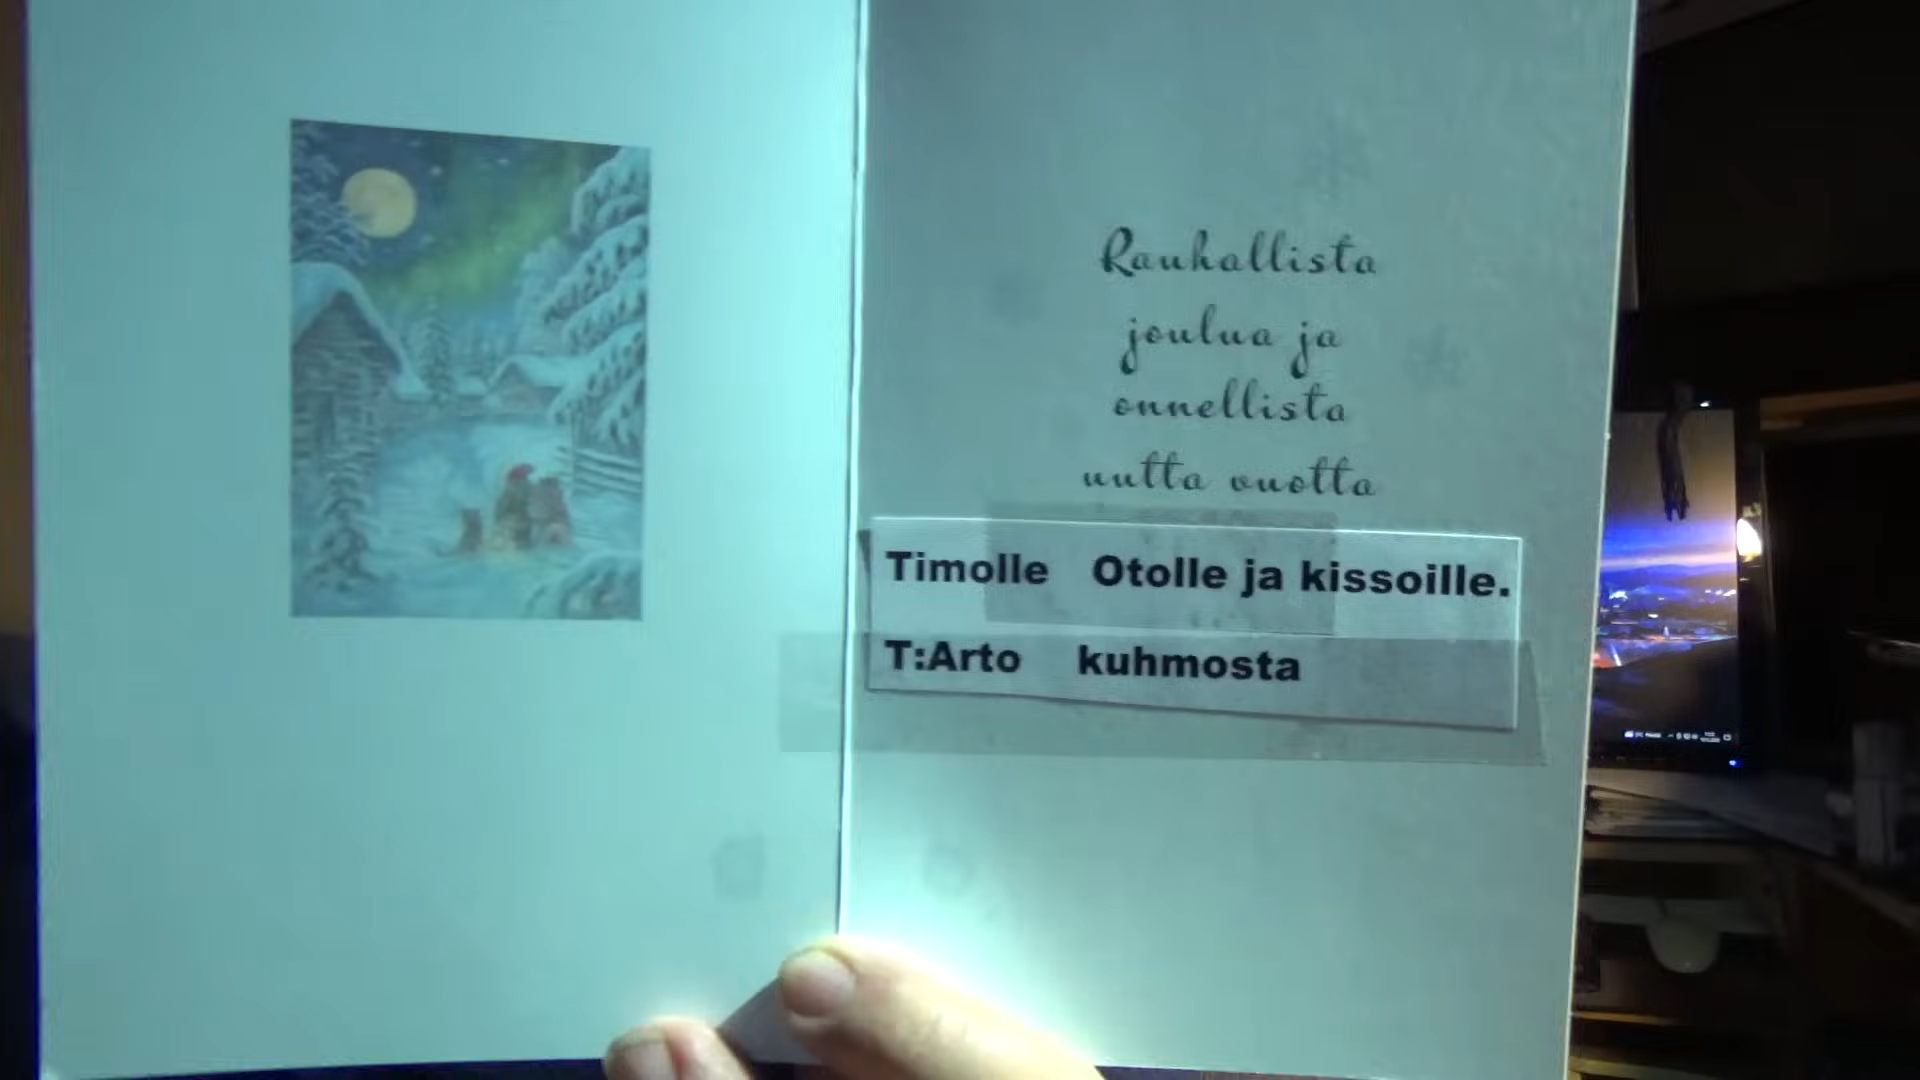 Rauhallista
joulua ja
onnellista
uutta vuotta
Timolle Otolle ja kissoille.
T:Arto kuhmosta